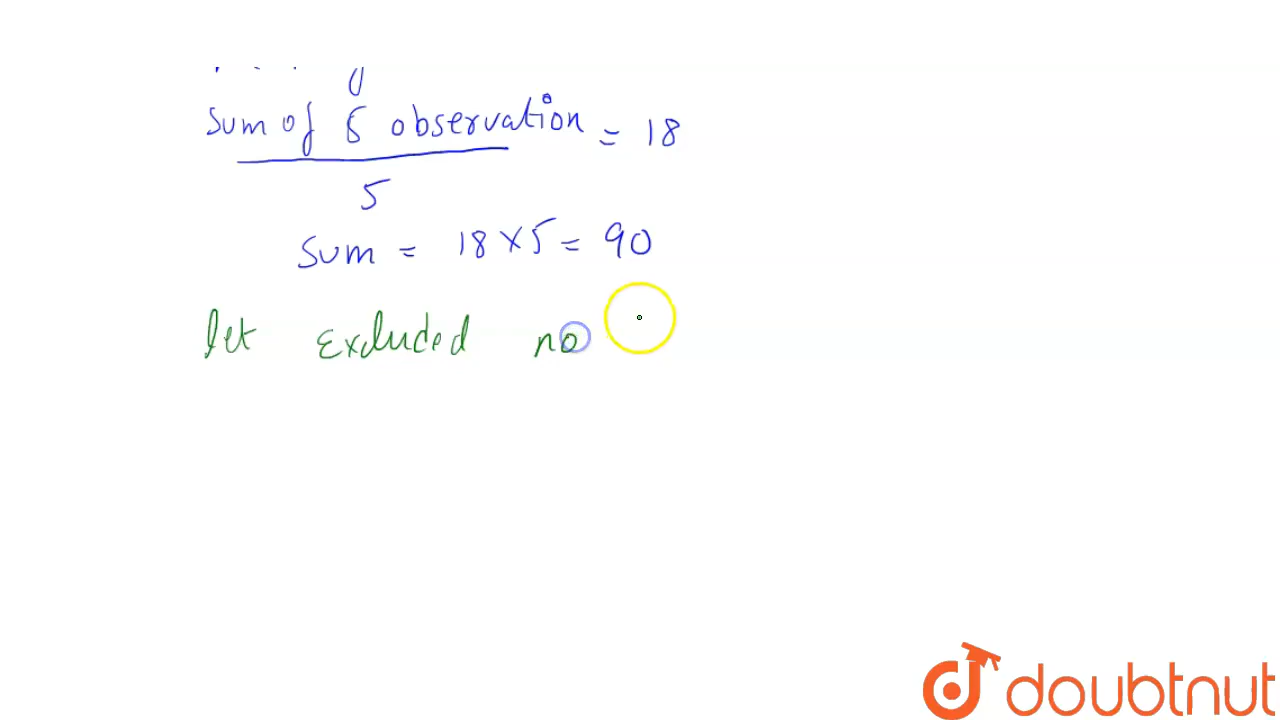 Sum of 5 observation = 18
5
Sum = 18 × 5 = 90
let Excluded no
doubtnut